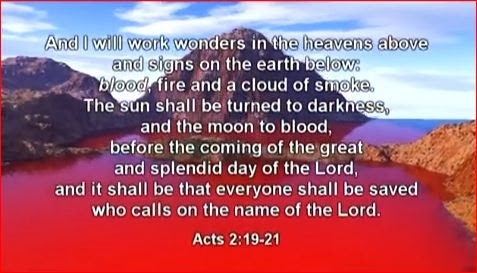 And I will work wonders in the heavens above
and signs on the earth below:
blood, fire and a cloud of smoke.
The sun shall be turned to darkness,
and the moon to blood,
before the coming of the great
and splendid day of the Lord,
and it shall be that everyone shall be saved
who calls on the name of the Lord.
Acts 2:19-21